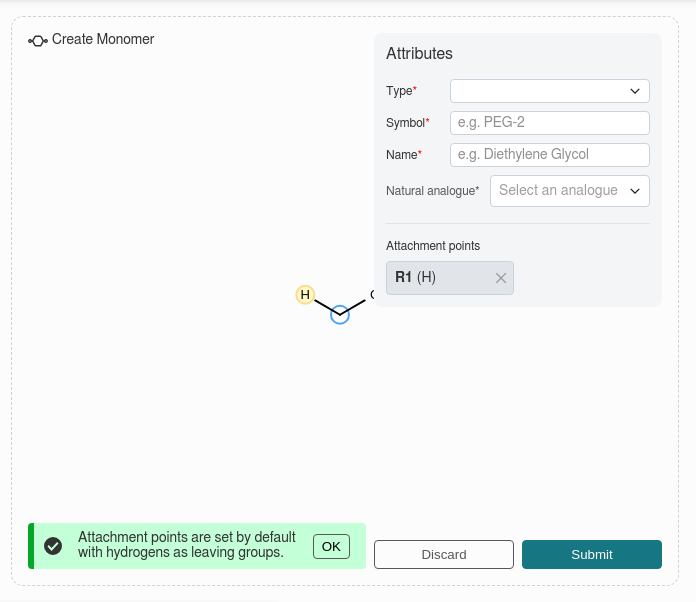 Create Monomer
Attributes
Type*
Symbol* e.g. PEG-2
Name* e.g. Diethylene Glycol
Natural analogue* Select an analogue
Attachment points
R1 (H)
H
Attachment points are set by default
with hydrogens as leaving groups.
OK
Discard
Submit